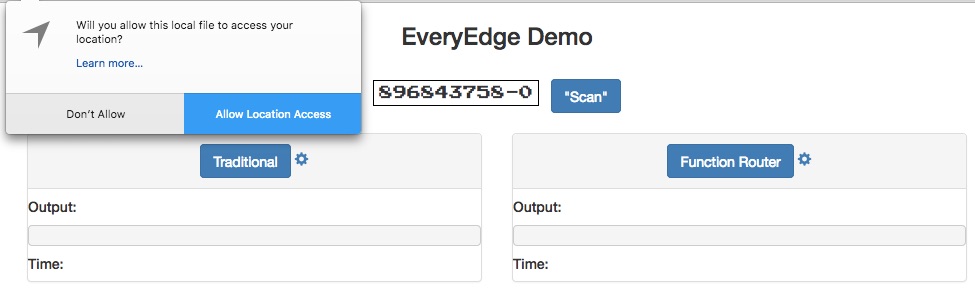 Will you allow this local file to access your
location?
Learn more...
Don't Allow
Allow Location Access
EveryEdge Demo
896843758-0
"Scan"
Traditional
Output:
Time:
Function Router
Output:
Time: